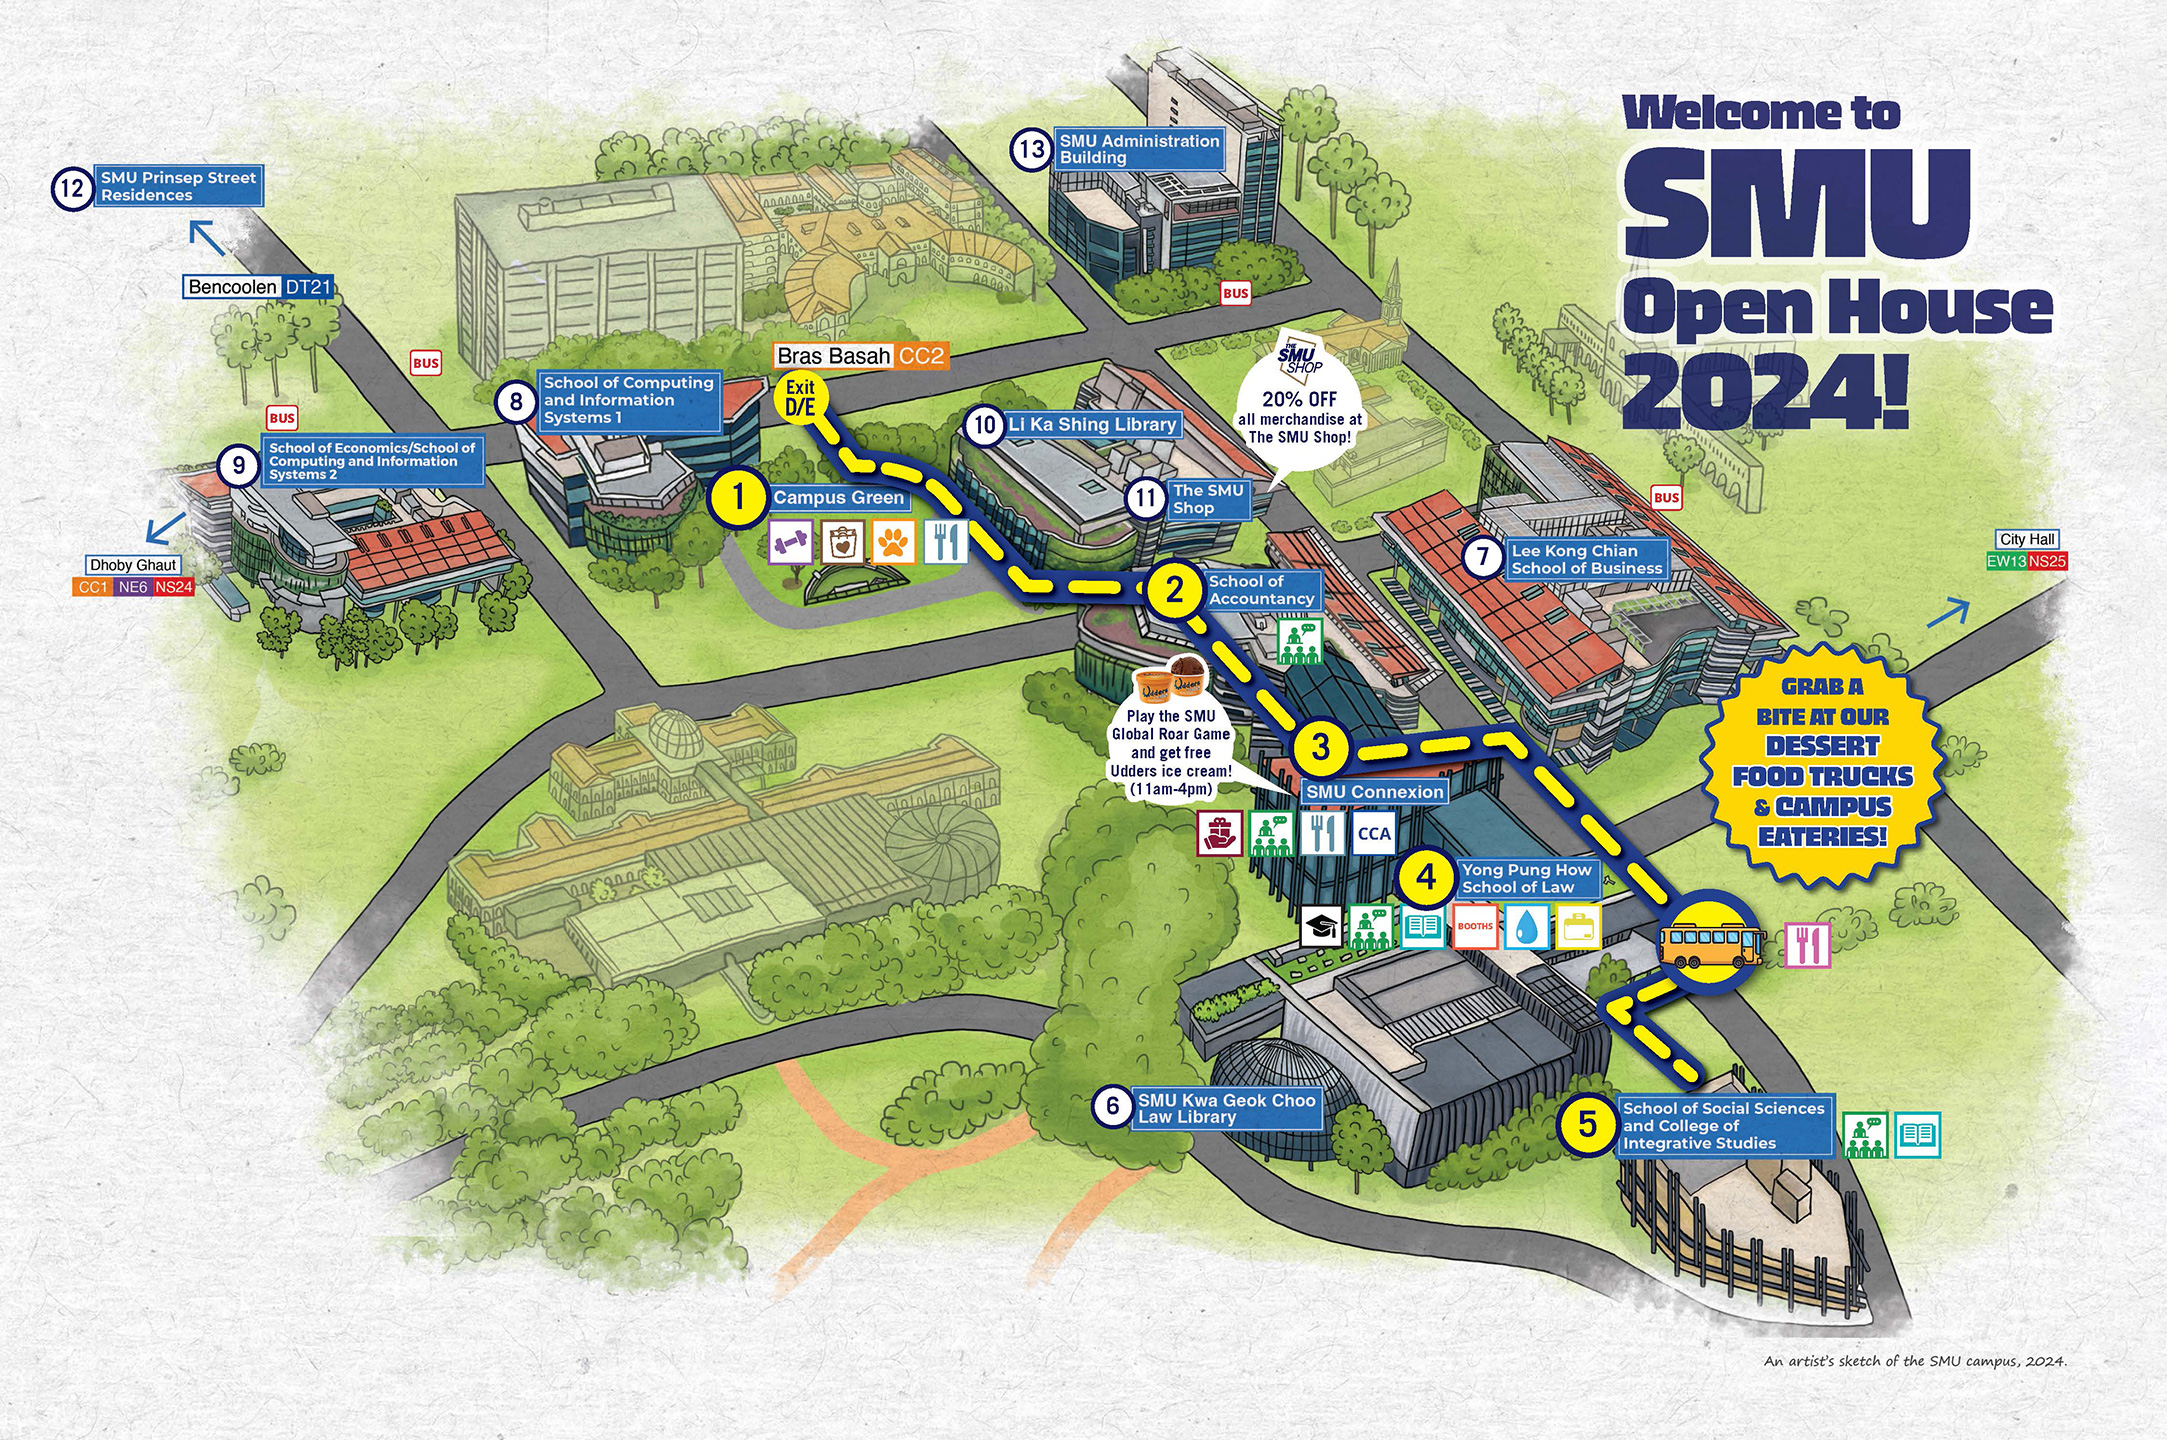 Welcome to
SMU
Open House
2024!
12
SMU Prinsep Street
Residences
Bencoolen DT21
BUS
BUS
13
SMU Administration
Building
BUS
Bras Basah CC2
Exit
D/E
8
School of Computing
and Information
Systems 1
9
School of Economics/School of
Computing and Information
Systems 2
Dhoby Ghaut
CC1 NE6 NS24
1
Campus Green
10
Li Ka Shing Library
11
The SMU
Shop
THE
SMU
SHOP
20% OFF
all merchandise at
The SMU Shop!
BUS
7
Lee Kong Chian
School of Business
City Hall
EW13 NS25
2
School of
Accountancy
Udders
Udders
Play the SMU
Global Roar Game
and get free
Udders ice cream!
(11am-4pm)
3
SMU Connexion
CCA
GRAB A
BITE AT OUR
DESSERT
FOOD TRUCKS
& CAMPUS
EATERIES!
4
Yong Pung How
School of Law
BOOTHS
6
SMU Kwa Geok Choo
Law Library
5
School of Social Sciences
and College of
Integrative Studies
An artist's sketch of the SMU campus, 2024.